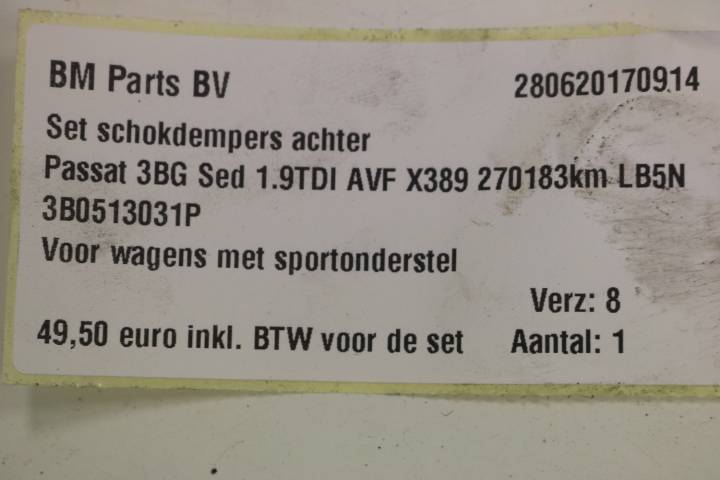 BM Parts BV 280620170914
Set schokdempers achter
Passat 3BG Sed 1.9TDI AVF X389 270183km LB5N
3B0513031P
Voor wagens met sportonderstel
Verz: 8
49,50 euro inkl. BTW voor de set Aantal: 1